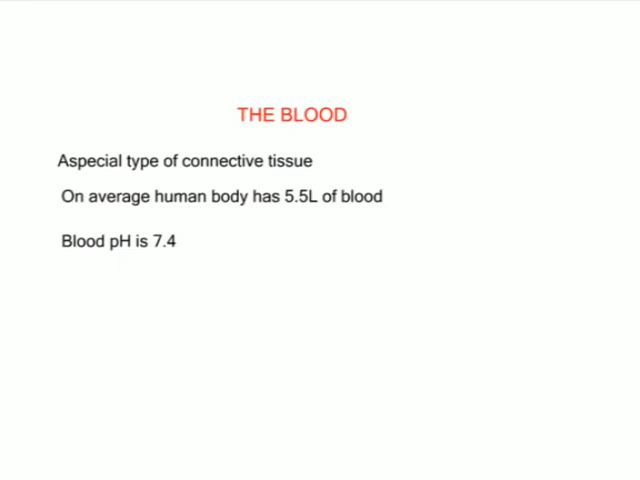 THE BLOOD
Aspecial type of connective tissue
On average human body has 5.5L of blood
Blood pH is 7.4